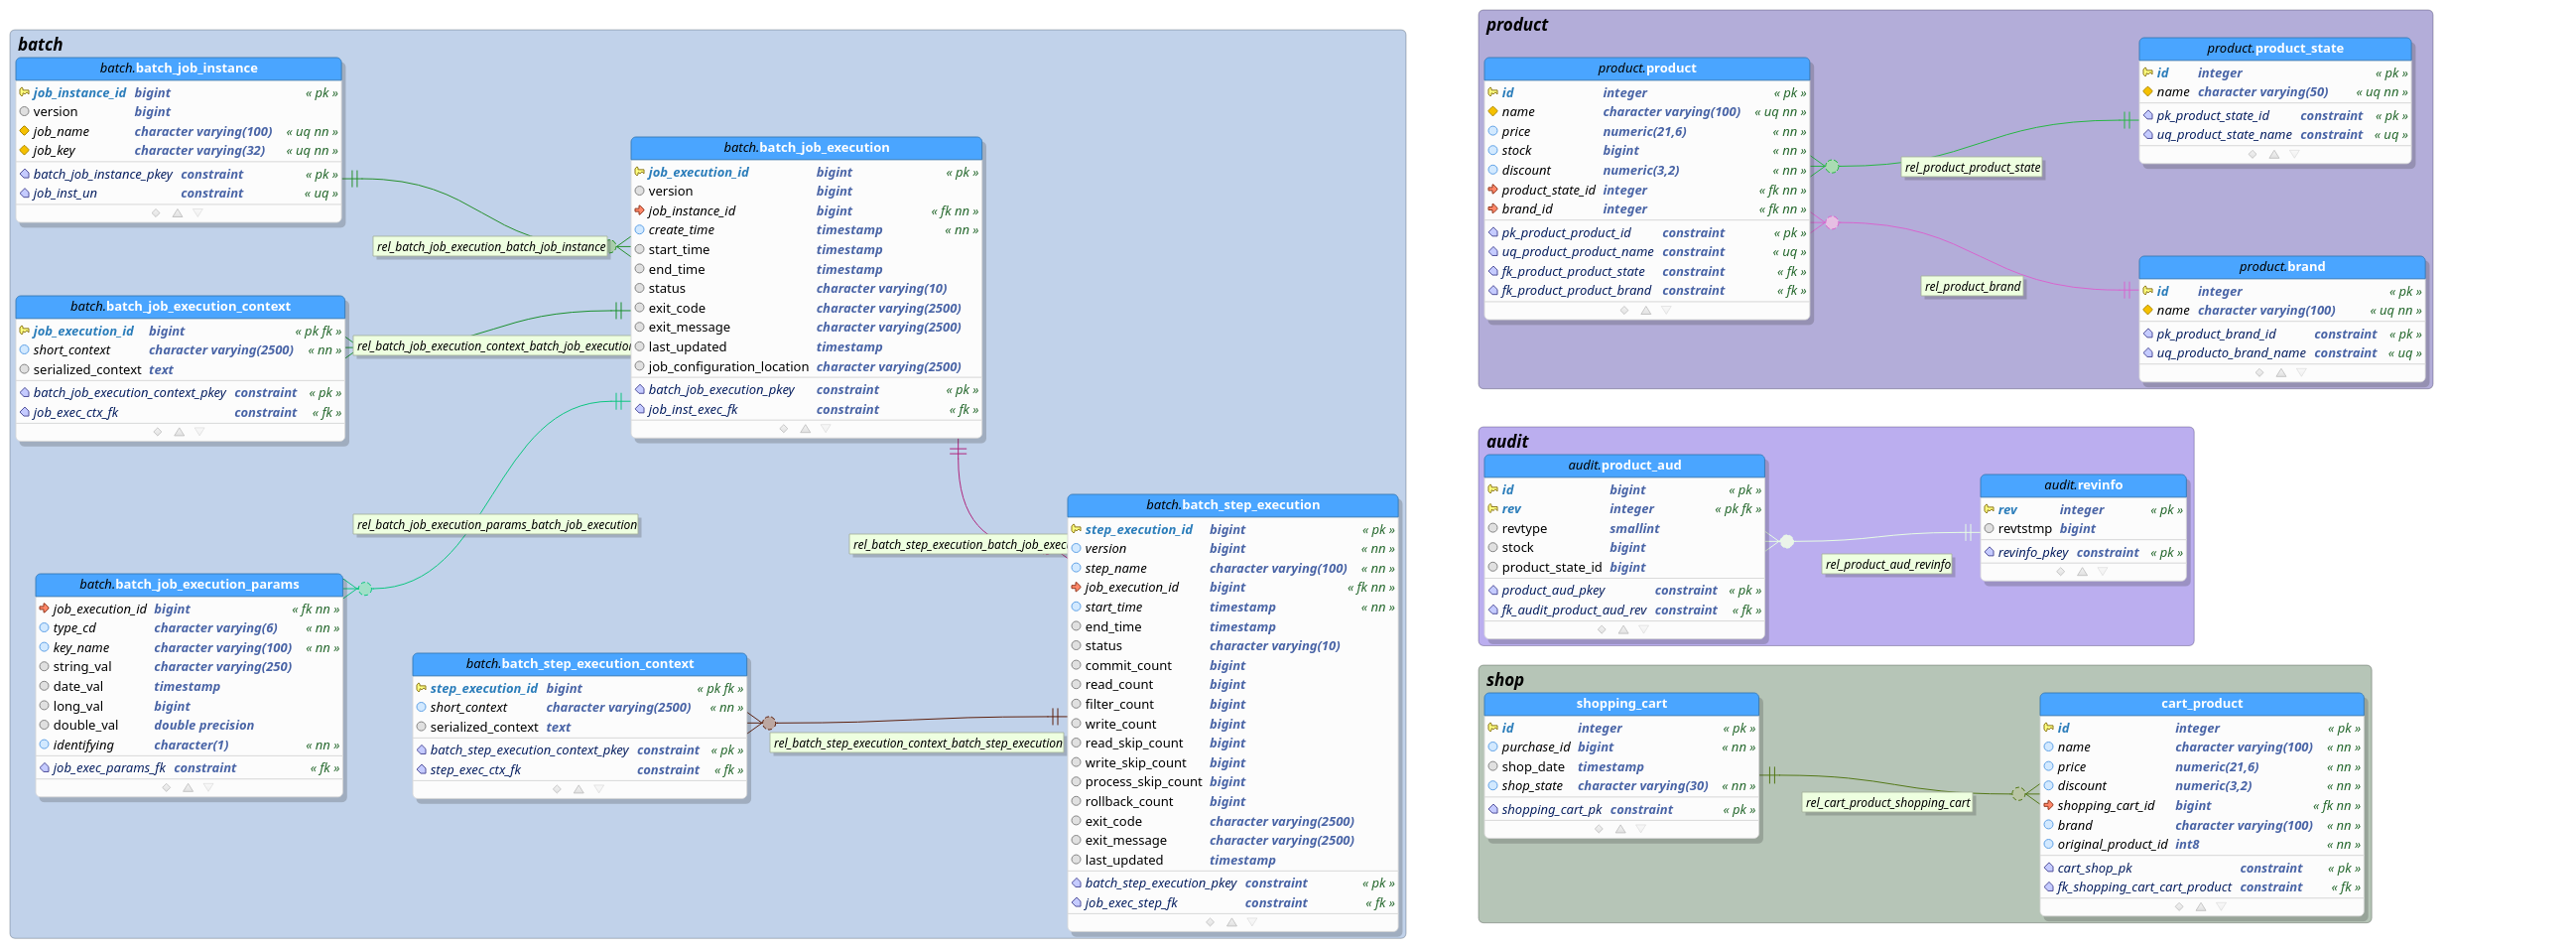 batch
batch.batch_job_instance
job_instance_id bigint « pk »
version bigint
job_name character varying(100) « uq nn »
job_key character varying(32) « uq nn »
batch_job_instance_pkey constraint « pk »
job_inst_un constraint « uq »
rel_batch_job_execution_batch_job_instance
batch.batch_job_execution
job_execution_id bigint « pk »
version bigint
job_instance_id bigint « fk nn »
create_time timestamp « nn »
start_time timestamp
end_time timestamp
status character varying(10)
exit_code character varying(2500)
exit_message character varying(2500)
last_updated timestamp
job_configuration_location character varying(2500)
batch_job_execution_pkey constraint « pk »
job_inst_exec_fk constraint « fk »
batch.batch_job_execution_context
job_execution_id bigint « pk fk »
short_context character varying(2500) « nn »
serialized_context text
batch_job_execution_context_pkey constraint « pk »
job_exec_ctx_fk constraint « fk »
rel_batch_job_execution_context_batch_job_execution
rel_batch_job_execution_params_batch_job_execution
batch.batch_job_execution_params
job_execution_id bigint « fk nn »
type_cd character varying(6) « nn »
key_name character varying(100) « nn »
string_val character varying(250)
date_val timestamp
long_val bigint
double_val double precision
identifying character(1) « nn »
job_exec_params_fk constraint « fk »
batch.batch_step_execution_context
step_execution_id bigint « pk fk »
short_context character varying(2500) « nn »
serialized_context text
batch_step_execution_context_pkey constraint « pk »
step_exec_ctx_fk constraint « fk »
rel_batch_step_execution_context_batch_step_execution
rel_batch_step_execution_batch_job_exec
batch.batch_step_execution
step_execution_id bigint « pk »
version bigint « nn »
step_name character varying(100) « nn »
job_execution_id bigint « fk nn »
start_time timestamp « nn »
end_time timestamp
status character varying(10)
commit_count bigint
read_count bigint
filter_count bigint
write_count bigint
read_skip_count bigint
write_skip_count bigint
process_skip_count bigint
rollback_count bigint
exit_code character varying(2500)
exit_message character varying(2500)
last_updated timestamp
batch_step_execution_pkey constraint « pk »
job_exec_step_fk constraint « fk »
product
product.product
id integer « pk »
name character varying(100) « uq nn »
price numeric(21,6) « nn »
stock bigint « nn »
discount numeric(3,2) « nn »
product_state_id integer « fk nn »
brand_id integer « fk nn »
pk_product_product_id constraint « pk »
uq_product_product_name constraint « uq »
fk_product_product_state constraint « fk »
fk_product_product_brand constraint « fk »
rel_product_product_state
rel_product_brand
product.product_state
id integer « pk »
name character varying(50) « uq nn »
pk_product_state_id constraint « pk »
uq_product_state_name constraint « uq »
product.brand
id integer « pk »
name character varying(100) « uq nn »
pk_product_brand_id constraint « pk »
uq_producto_brand_name constraint « uq »
audit
audit.product_aud
id bigint « pk »
rev integer « pk fk »
revtype smallint
stock bigint
product_state_id bigint
product_aud_pkey constraint « pk »
fk_audit_product_aud_rev constraint « fk »
rel_product_aud_revinfo
audit.revinfo
rev integer « pk »
revtstmp bigint
revinfo_pkey constraint « pk »
shop
shopping_cart
id integer « pk »
purchase_id bigint « nn »
shop_date timestamp
shop_state character varying(30) « nn »
shopping_cart_pk constraint « pk »
rel_cart_product_shopping_cart
cart_product
id integer « pk »
name character varying(100) « nn »
price numeric(21,6) « nn »
discount numeric(3,2) « nn »
shopping_cart_id bigint « fk nn »
brand character varying(100) « nn »
original_product_id int8 « nn »
cart_shop_pk constraint « pk »
fk_shopping_cart_cart_product constraint « fk »